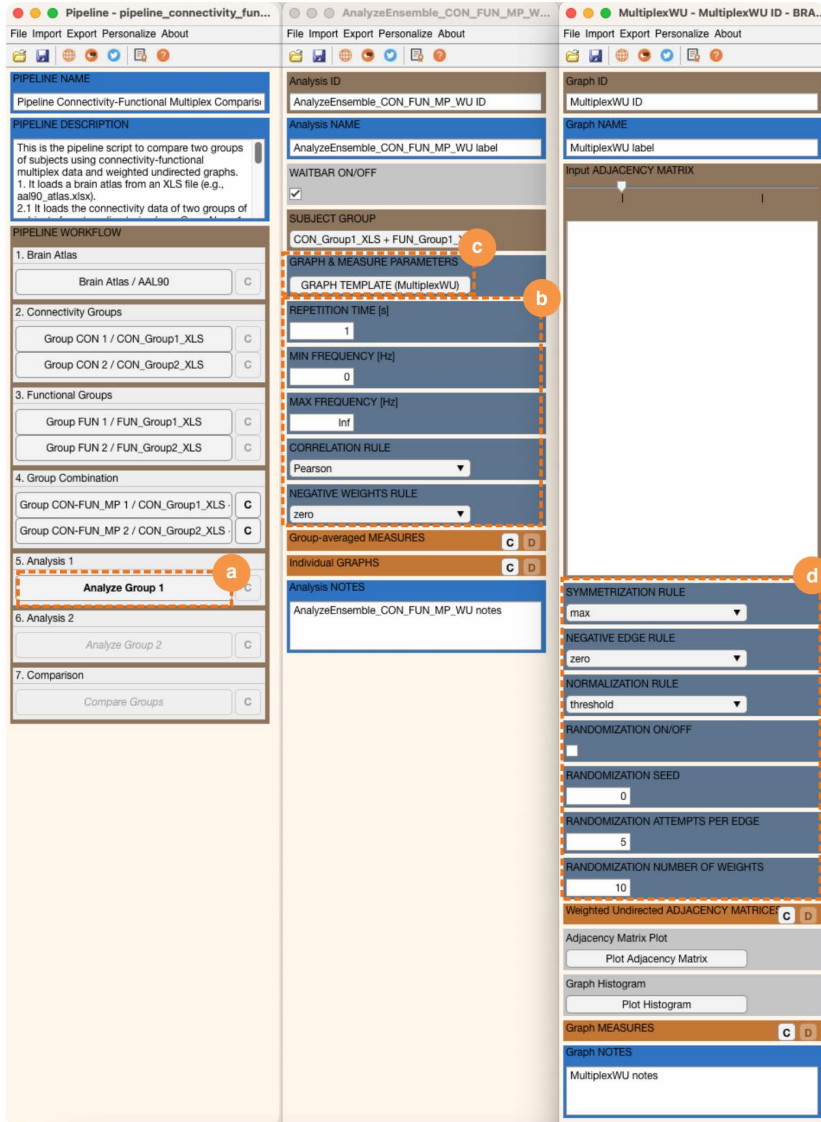 Pipeline - pipeline_connectivity_fun...
File Import Export Personalize About
PIPELINE NAME
Pipeline Connectivity-Functional Multiplex Comparis
PIPELINE DESCRIPTION
This is the pipeline script to compare two groups
of subjects using connectivity-functional
multiplex data and weighted undirected graphs.
1. It loads a brain atlas from an XLS file (e.g.,
aal90_atlas.xlsx).
2.1 It loads the connectivity data of two groups of
PIPELINE WORKFLOW
1. Brain Atlas
Brain Atlas / AAL90
C
2. Connectivity Groups
Group CON 1 / CON_Group1_XLS
C
Group CON 2 / CON_Group2_XLS
C
3. Functional Groups
Group FUN 1 / FUN_Group1_XLS
C
Group FUN 2 / FUN_Group2_XLS
C
4. Group Combination
Group CON-FUN_MP 1 / CON_Group1_XLS
C
Group CON-FUN_MP 2 / CON_Group2_XLS
C
5. Analysis 1
a
Analyze Group 1
C
6. Analysis 2
Analyze Group 2
C
7. Comparison
Compare Groups
C
AnalyzeEnsemble_CON_FUN_MP_W...
File Import Export Personalize About
Analysis ID
AnalyzeEnsemble_CON_FUN_MP_WU ID
Analysis NAME
AnalyzeEnsemble_CON_FUN_MP_WU label
WAITBAR ON/OFF
SUBJECT GROUP
CON_Group1_XLS + FUN_Group1_
c
GRAPH & MEASURE PARAMETERS
GRAPH TEMPLATE (MultiplexWU)
b
REPETITION TIME [s]
1
MIN FREQUENCY [Hz]
0
MAX FREQUENCY [Hz]
Inf
CORRELATION RULE
Pearson
NEGATIVE WEIGHTS RULE
zero
Group-averaged MEASURES
C D
Individual GRAPHS
C D
Analysis NOTES
AnalyzeEnsemble_CON_FUN_MP_WU notes
MultiplexWU - MultiplexWU ID - BRA...
File Import Export Personalize About
Graph ID
MultiplexWU ID
Graph NAME
MultiplexWU label
Input ADJACENCY MATRIX
d
SYMMETRIZATION RULE
max
NEGATIVE EDGE RULE
zero
NORMALIZATION RULE
threshold
RANDOMIZATION ON/OFF
RANDOMIZATION SEED
0
RANDOMIZATION ATTEMPTS PER EDGE
5
RANDOMIZATION NUMBER OF WEIGHTS
10
Weighted Undirected ADJACENCY MATRICES
C D
Adjacency Matrix Plot
Plot Adjacency Matrix
Graph Histogram
Plot Histogram
Graph MEASURES
C D
Graph NOTES
MultiplexWU notes